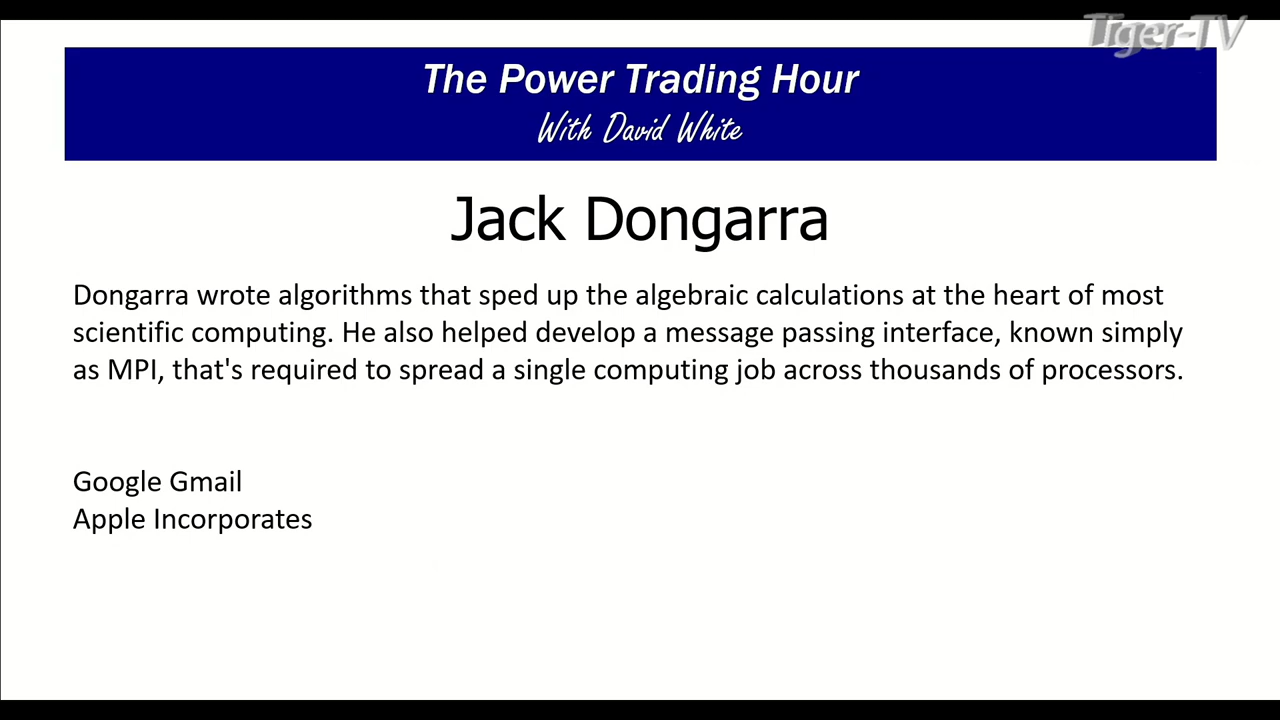 Tiger-TV
The Power Trading Hour
With David White
Jack Dongarra
Dongarra wrote algorithms that sped up the algebraic calculations at the heart of most
scientific computing. He also helped develop a message passing interface, known simply
as MPI, that's required to spread a single computing job across thousands of processors.
Google Gmail
Apple Incorporates